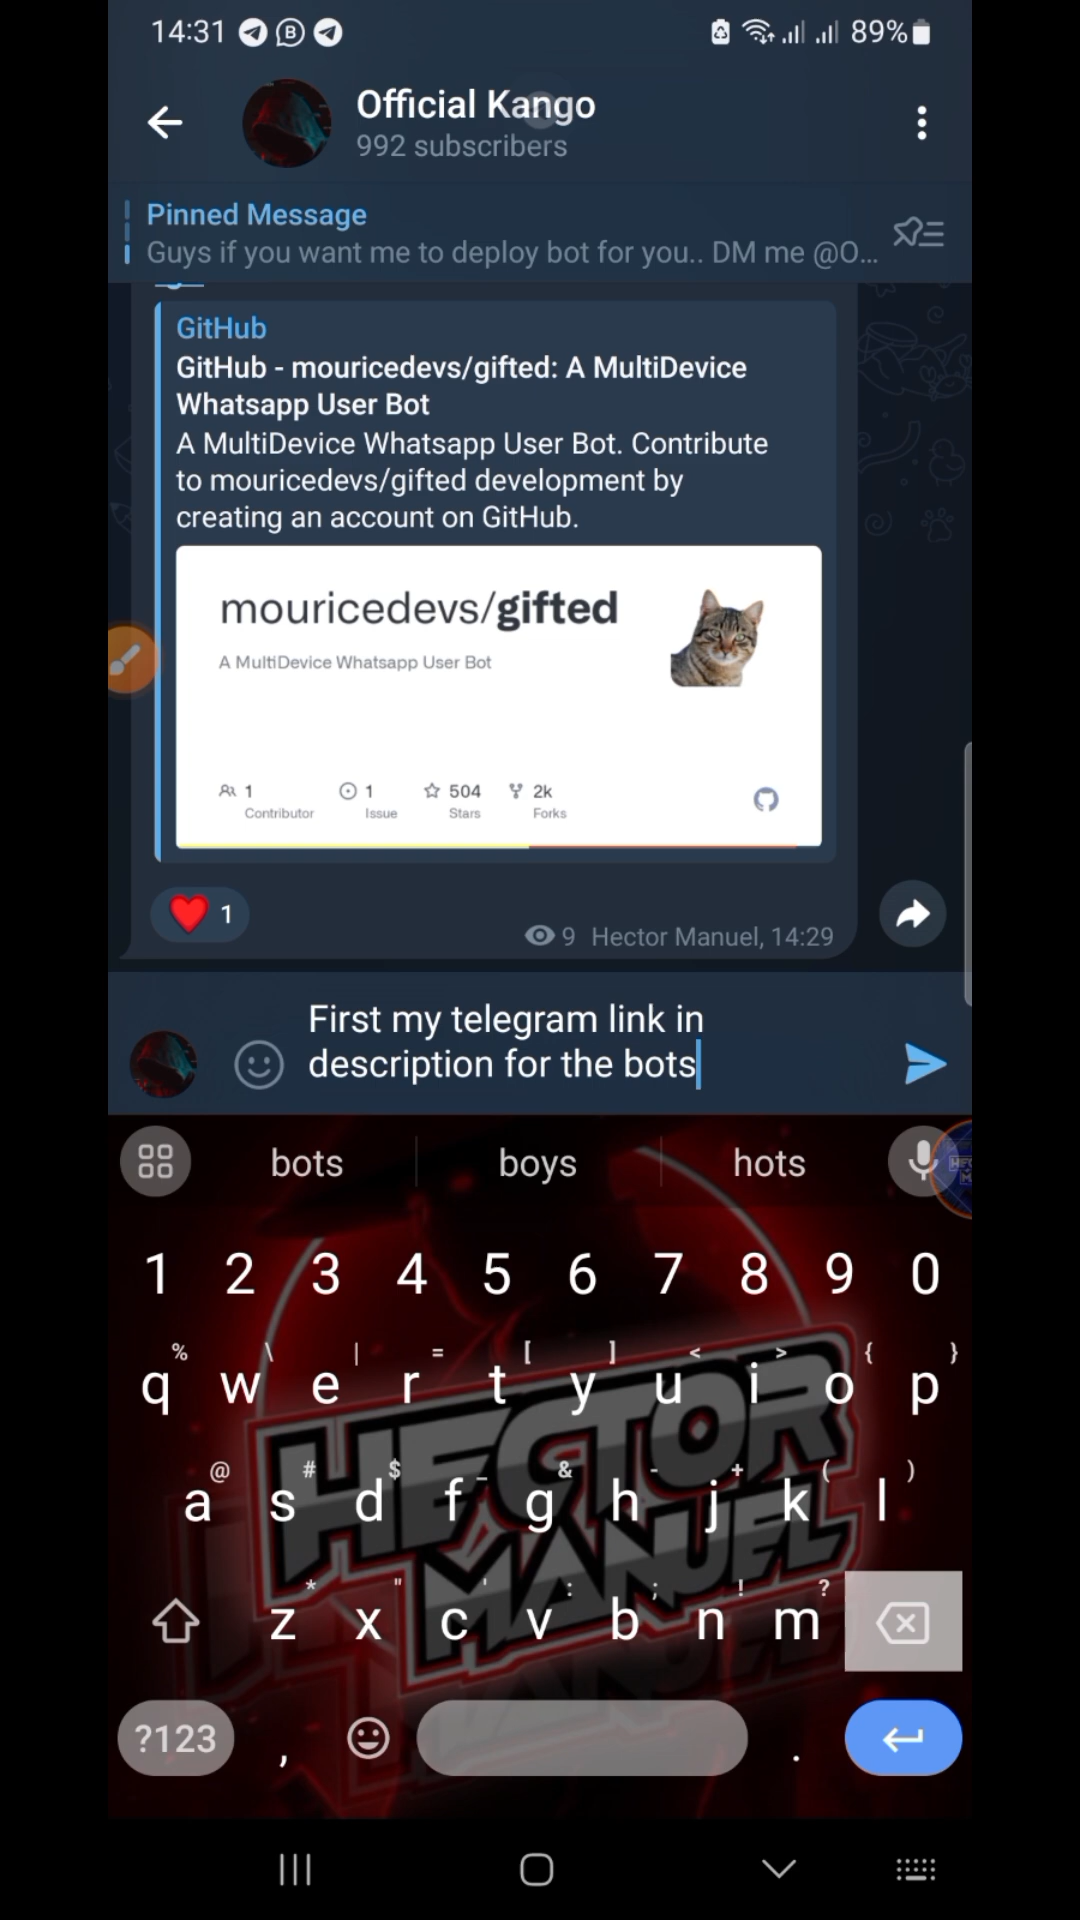 14:31
89%
Official Kango
992 subscribers
Pinned Message
Guys if you want me to deploy bot for you.. DM me @O...
GitHub
GitHub - mouricedevs/gifted: A MultiDevice
Whatsapp User Bot
A MultiDevice Whatsapp User Bot. Contribute
to mouricedevs/gifted development by
creating an account on GitHub.
mouricedevs/gifted
A MultiDevice Whatsapp User Bot
1 1 504 2k
Contributor Issue Stars Forks
1
9 Hector Manuel, 14:29
First my telegram link in
description for the bots
bots boys hots
1 2 3 4 5 6 7 8 9 0
% \ | = [ ] < > { }
q w e r t y u i o p
@ # $ _ & - + ( )
a s d f g h j k l
HECTOR
MANUEL
* " ' : ; ! ?
z x c v b n m
?123 , .